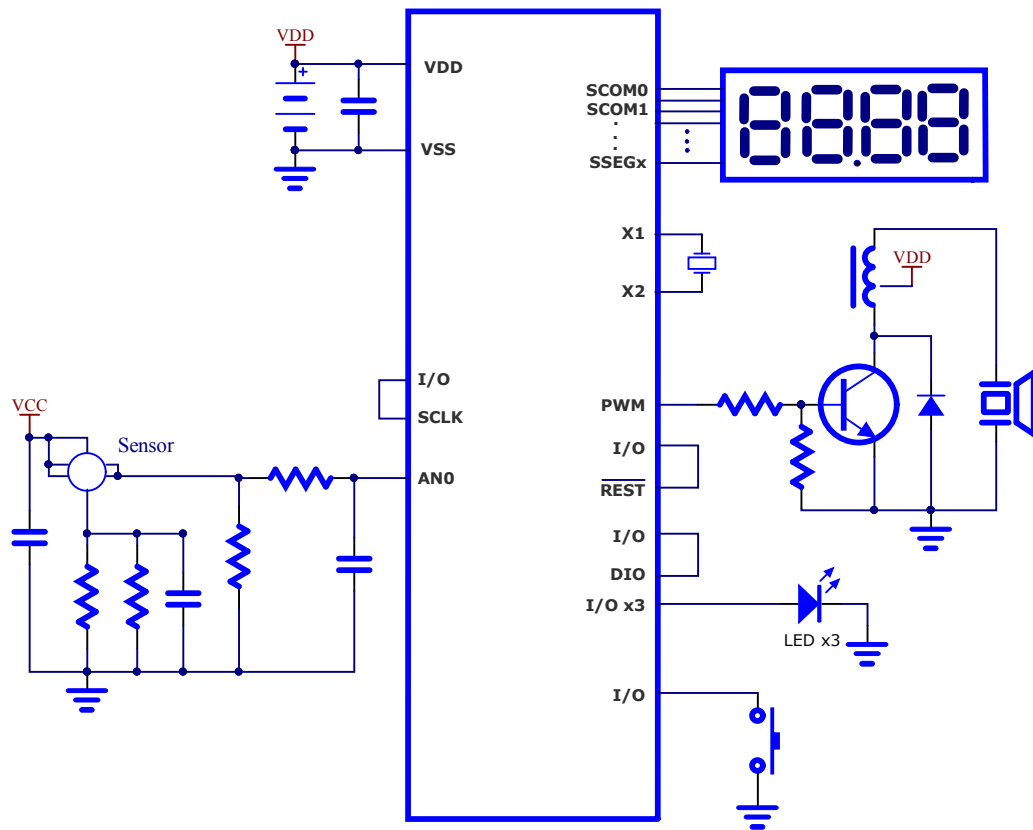 VDD
+
VDD
VSS
SCOM0
SCOM1
.
.
.
SSEGx
X1
X2
VDD
I/O
SCLK
VCC
Sensor
AN0
PWM
I/O
REST
I/O
DIO
I/O x3
LED x3
I/O